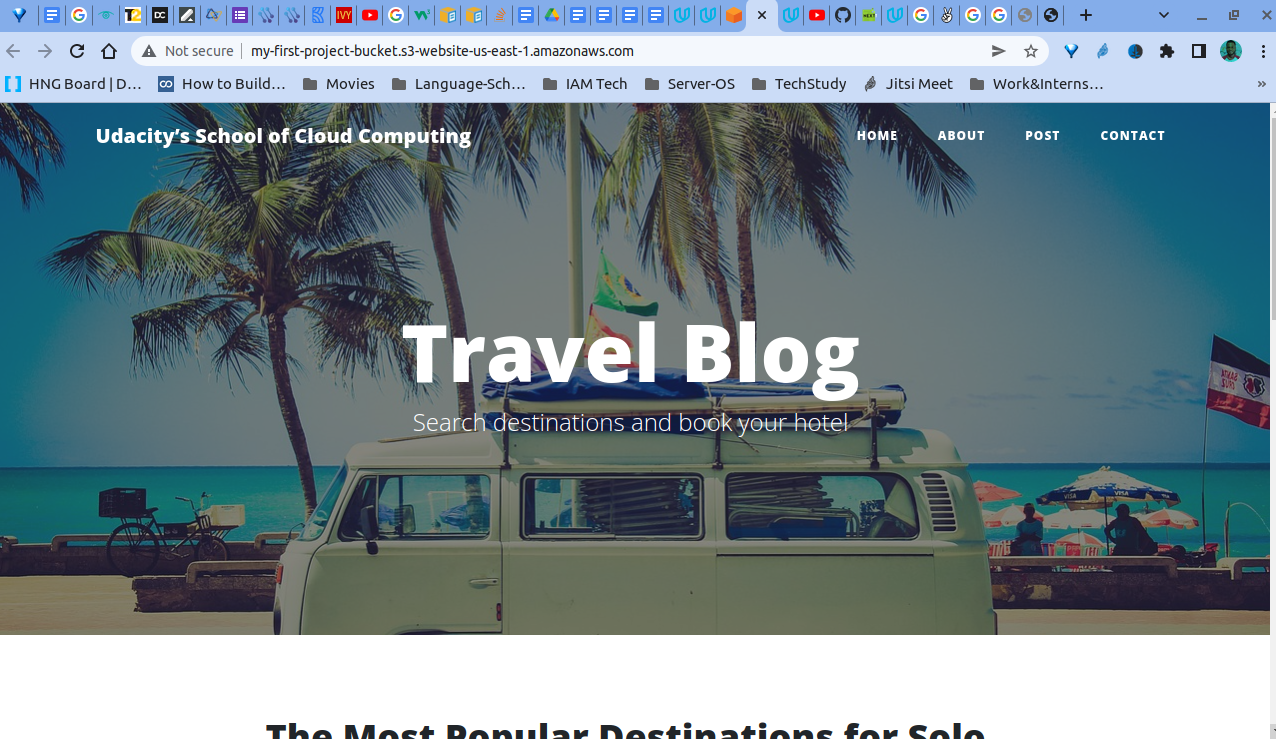 Not secure | my-first-project-bucket.s3-website-us-east-1.amazonaws.com
HNG Board | D... How to Build... Movies Language-Sch... IAM Tech Server-OS TechStudy Jitsi Meet Work&Interns... »
Udacity’s School of Cloud Computing
HOME ABOUT POST CONTACT
Travel Blog
Search destinations and book your hotel
VISA VISA
The Most Popular Destinations for Solo